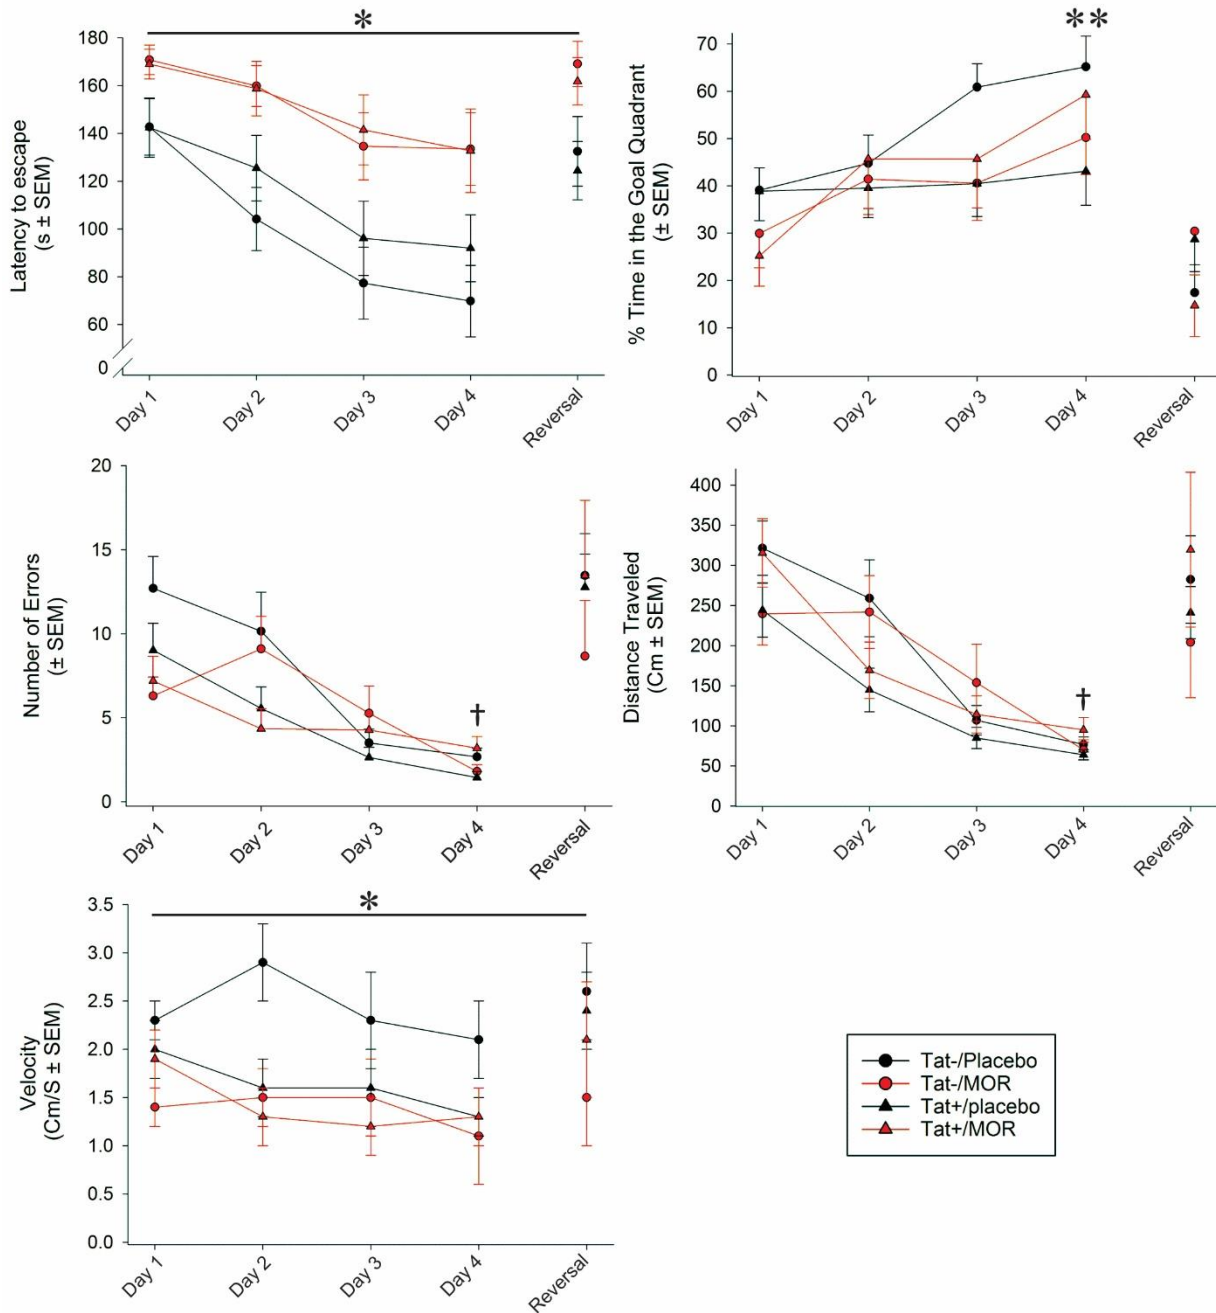 *
Latency to escape
(s ± SEM)
180
160
140
120
100
80
60
0
Day 1
Day 2
Day 3
Day 4
Reversal
**
% Time in the Goal Quadrant
(± SEM)
70
60
50
40
30
20
10
0
Day 1
Day 2
Day 3
Day 4
Reversal
Number of Errors
(± SEM)
20
15
10
5
0
†
Day 1
Day 2
Day 3
Day 4
Reversal
Distance Traveled
(Cm ± SEM)
400
350
300
250
200
150
100
50
0
†
Day 1
Day 2
Day 3
Day 4
Reversal
*
Velocity
(Cm/S ± SEM)
3.5
3.0
2.5
2.0
1.5
1.0
0.5
0.0
Day 1
Day 2
Day 3
Day 4
Reversal
Tat-/Placebo
Tat-/MOR
Tat+/placebo
Tat+/MOR